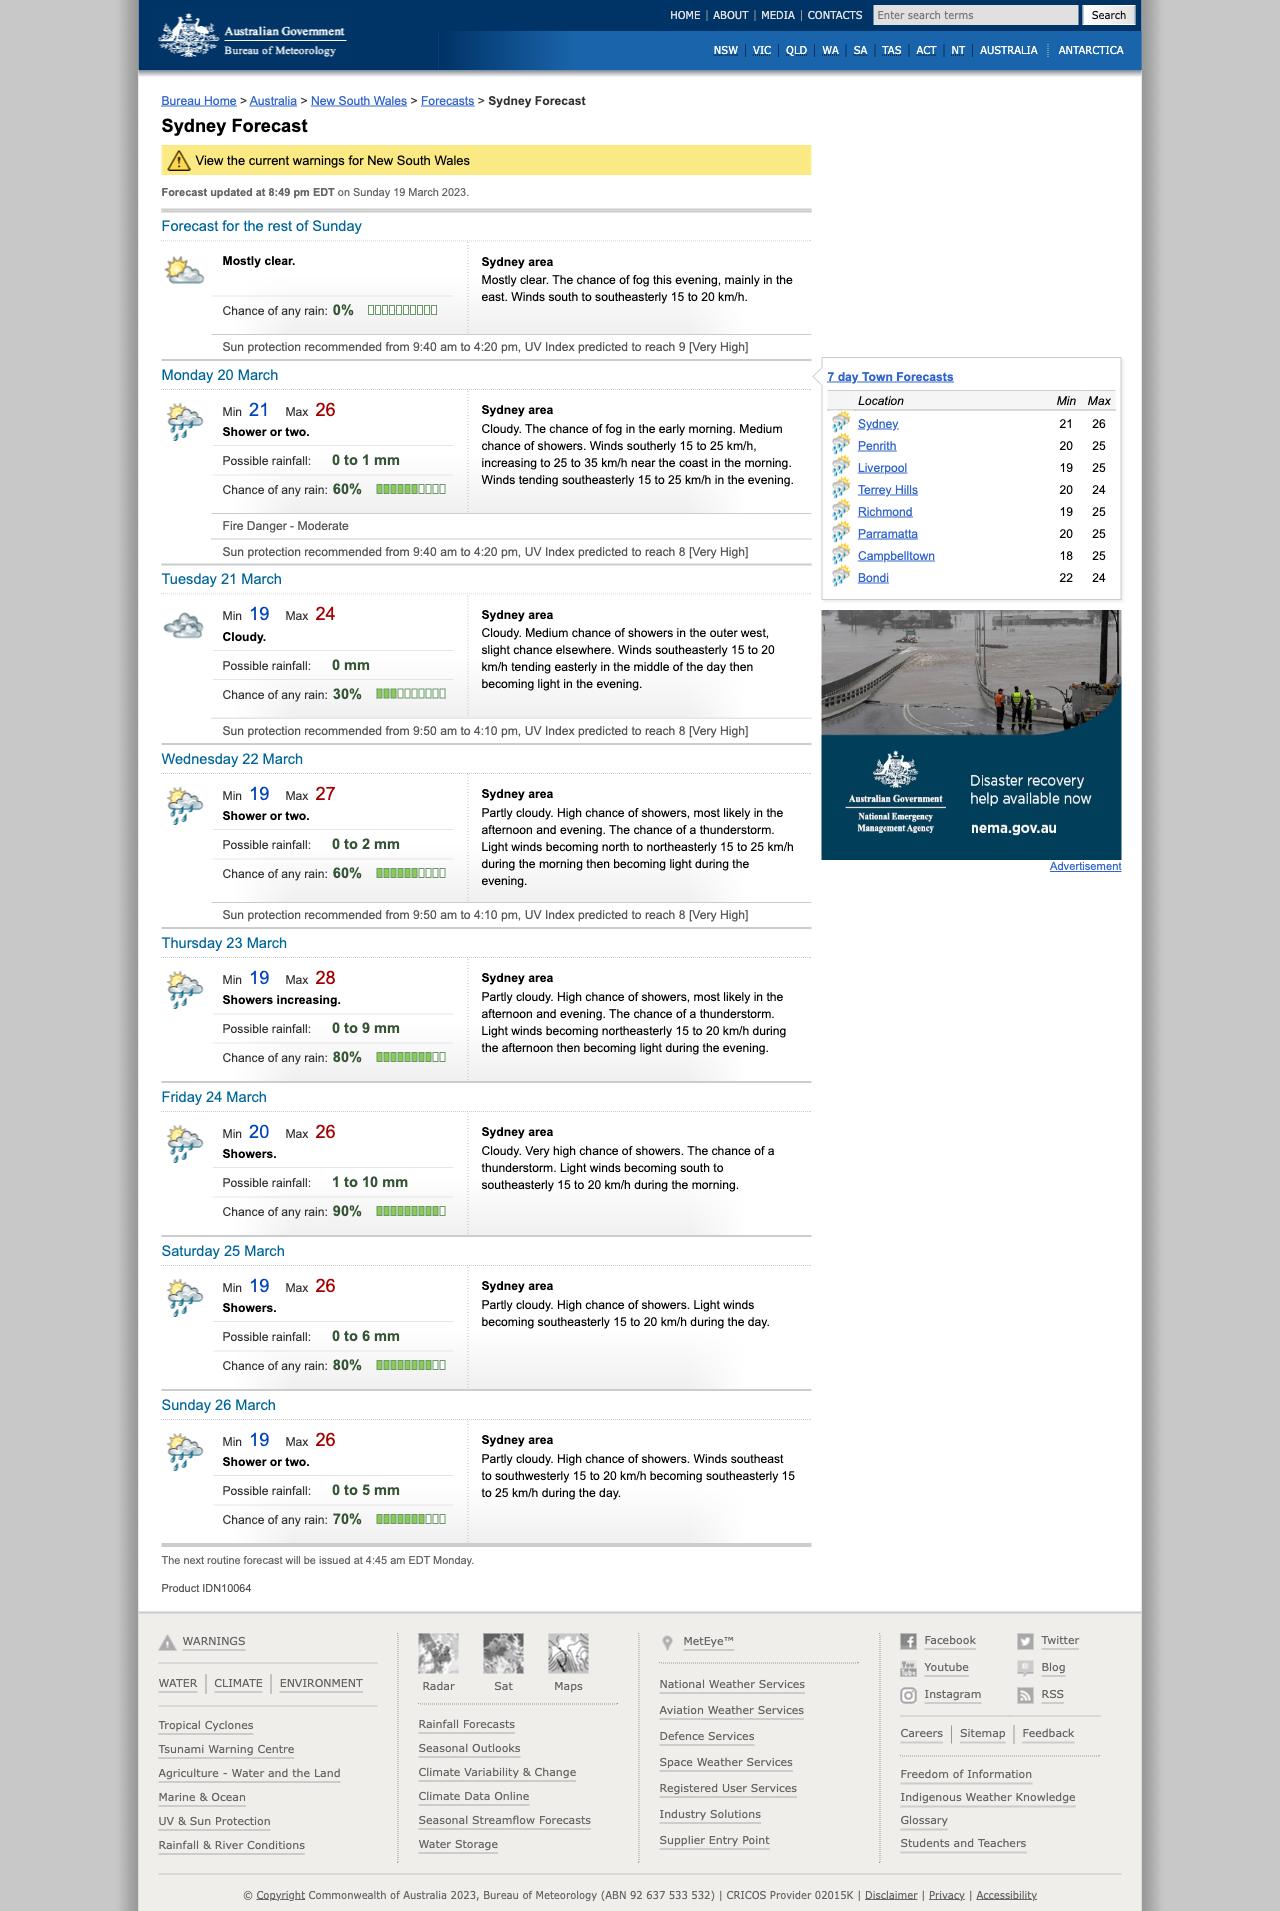 Australian Government
Bureau of Meteorology
HOME | ABOUT | MEDIA | CONTACTS
Enter search terms
Search
NSW | VIC | QLD | WA | SA | TAS | ACT | NT | AUSTRALIA | ANTARCTICA
Bureau Home > Australia > New South Wales > Forecasts > Sydney Forecast
Sydney Forecast
View the current warnings for New South Wales
Forecast updated at 8:49 pm EDT on Sunday 19 March 2023.
Forecast for the rest of Sunday
Mostly clear.
Chance of any rain: 0%
Sydney area
Mostly clear. The chance of fog this evening, mainly in the
east. Winds south to southeasterly 15 to 20 km/h.
Sun protection recommended from 9:40 am to 4:20 pm, UV Index predicted to reach 9 [Very High]
Monday 20 March
Min 21 Max 26
Shower or two.
Possible rainfall: 0 to 1 mm
Chance of any rain: 60%
Sydney area
Cloudy. The chance of fog in the early morning. Medium
chance of showers. Winds southerly 15 to 25 km/h,
increasing to 25 to 35 km/h near the coast in the morning.
Winds tending southeasterly 15 to 25 km/h in the evening.
Fire Danger - Moderate
Sun protection recommended from 9:40 am to 4:20 pm, UV Index predicted to reach 8 [Very High]
Tuesday 21 March
Min 19 Max 24
Cloudy.
Possible rainfall: 0 mm
Chance of any rain: 30%
Sydney area
Cloudy. Medium chance of showers in the outer west,
slight chance elsewhere. Winds southeasterly 15 to 20
km/h tending easterly in the middle of the day then
becoming light in the evening.
Sun protection recommended from 9:50 am to 4:10 pm, UV Index predicted to reach 8 [Very High]
Wednesday 22 March
Min 19 Max 27
Shower or two.
Possible rainfall: 0 to 2 mm
Chance of any rain: 60%
Sydney area
Partly cloudy. High chance of showers, most likely in the
afternoon and evening. The chance of a thunderstorm.
Light winds becoming north to northeasterly 15 to 25 km/h
during the morning then becoming light during the
evening.
Sun protection recommended from 9:50 am to 4:10 pm, UV Index predicted to reach 8 [Very High]
Thursday 23 March
Min 19 Max 28
Showers increasing.
Possible rainfall: 0 to 9 mm
Chance of any rain: 80%
Sydney area
Partly cloudy. High chance of showers, most likely in the
afternoon and evening. The chance of a thunderstorm.
Light winds becoming northeasterly 15 to 20 km/h during
the afternoon then becoming light during the evening.
Friday 24 March
Min 20 Max 26
Showers.
Possible rainfall: 1 to 10 mm
Chance of any rain: 90%
Sydney area
Cloudy. Very high chance of showers. The chance of a
thunderstorm. Light winds becoming south to
southeasterly 15 to 20 km/h during the morning.
Saturday 25 March
Min 19 Max 26
Showers.
Possible rainfall: 0 to 6 mm
Chance of any rain: 80%
Sydney area
Partly cloudy. High chance of showers. Light winds
becoming southeasterly 15 to 20 km/h during the day.
Sunday 26 March
Min 19 Max 26
Shower or two.
Possible rainfall: 0 to 5 mm
Chance of any rain: 70%
Sydney area
Partly cloudy. High chance of showers. Winds southeast
to southwesterly 15 to 20 km/h becoming southeasterly 15
to 25 km/h during the day.
The next routine forecast will be issued at 4:45 am EDT Monday.
Product IDN10064
7 day Town Forecasts
Location Min Max
Sydney 21 26
Penrith 20 25
Liverpool 19 25
Terrey Hills 20 24
Richmond 19 25
Parramatta 20 25
Campbelltown 18 25
Bondi 22 24
Australian Government
National Emergency
Management Agency
Disaster recovery
help available now
nema.gov.au
Advertisement
WARNINGS
WATER | CLIMATE | ENVIRONMENT
Tropical Cyclones
Tsunami Warning Centre
Agriculture - Water and the Land
Marine & Ocean
UV & Sun Protection
Rainfall & River Conditions
Radar Sat Maps
Rainfall Forecasts
Seasonal Outlooks
Climate Variability & Change
Climate Data Online
Seasonal Streamflow Forecasts
Water Storage
MetEye™
National Weather Services
Aviation Weather Services
Defence Services
Space Weather Services
Registered User Services
Industry Solutions
Supplier Entry Point
Facebook Twitter
You Tube Youtube Blog
Instagram RSS
Careers | Sitemap | Feedback
Freedom of Information
Indigenous Weather Knowledge
Glossary
Students and Teachers
© Copyright Commonwealth of Australia 2023, Bureau of Meteorology (ABN 92 637 533 532) | CRICOS Provider 02015K | Disclaimer | Privacy | Accessibility